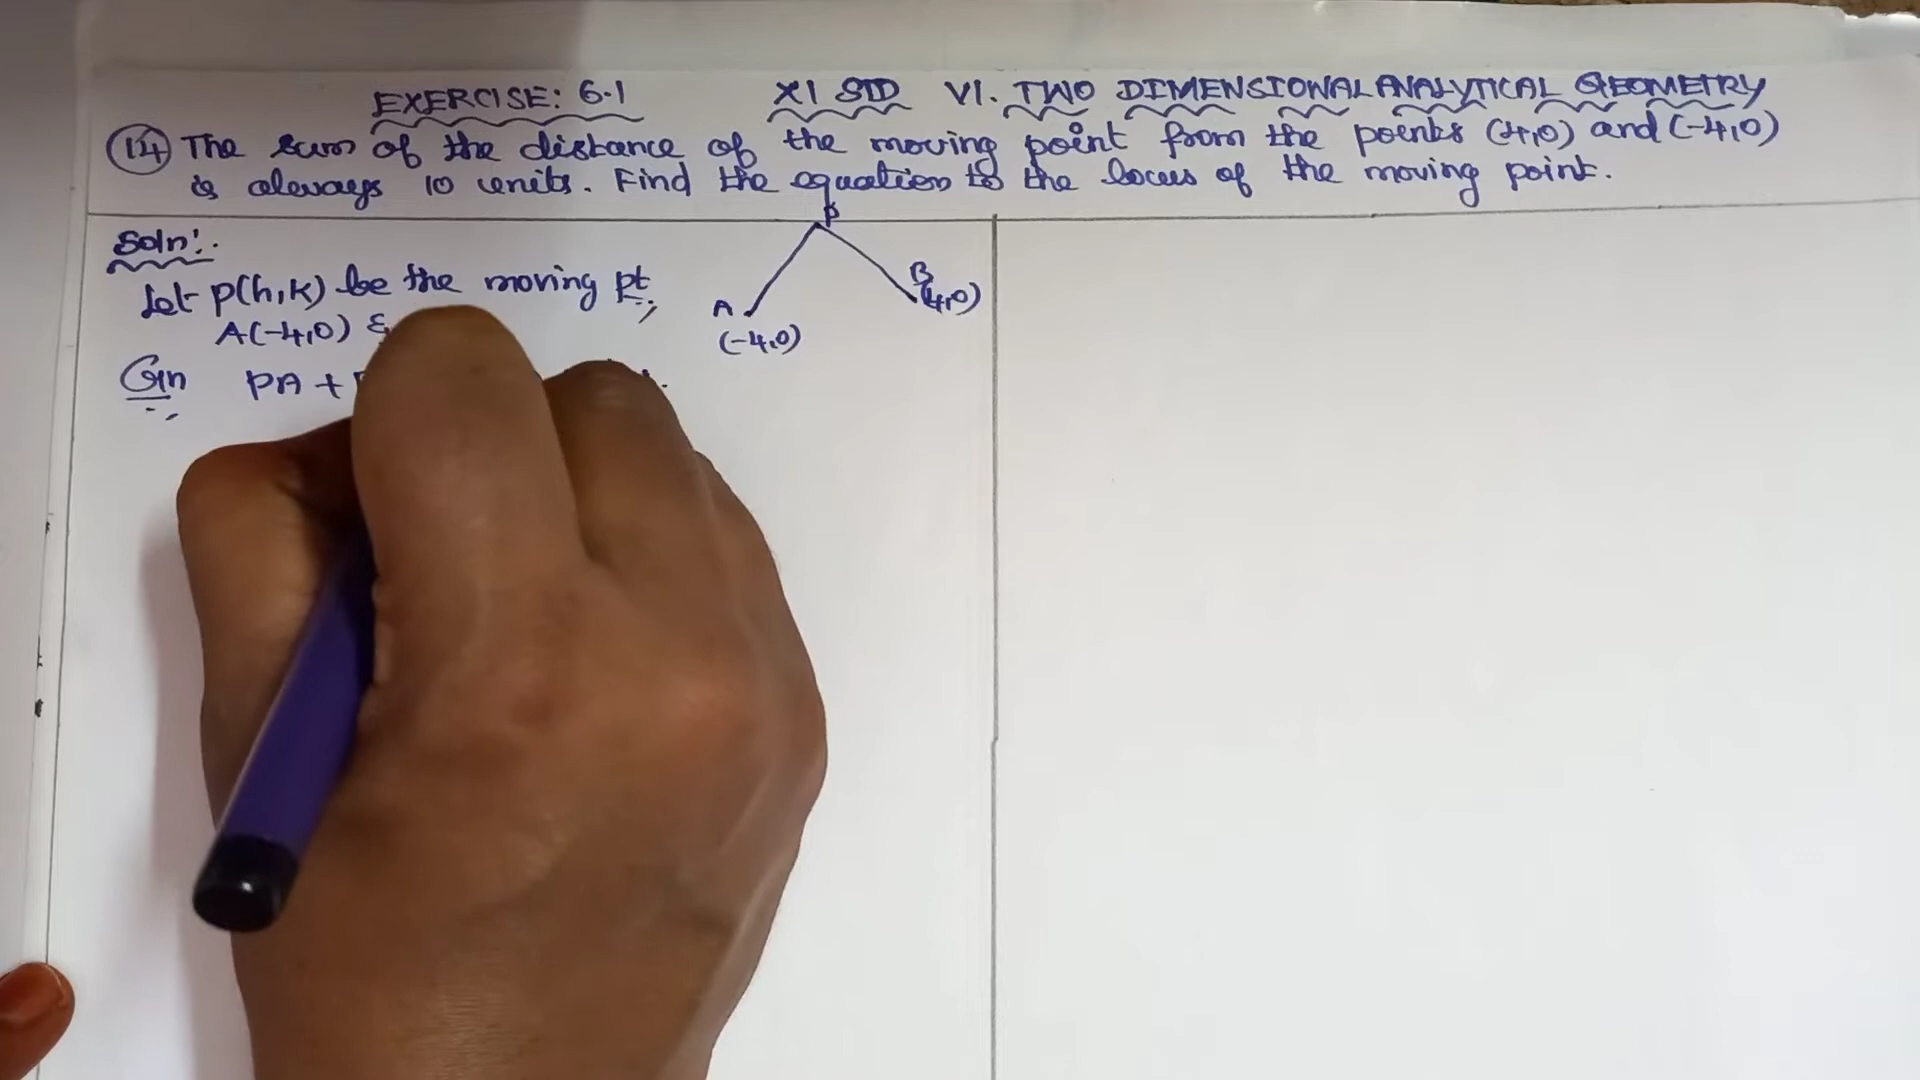 EXERCISE: 6.1 XI STD VI. TWO DIMENSIONAL ANALYTICAL GEOMETRY
(14) The sum of the distance of the moving point from the points (4,0) and (-4,0)
is always 10 units. Find the equation to the locus of the moving point.
Soln:.
Let P(h,k) be the moving pt
A(-4,0) &
Gn PA +
P
A
(-4,0)
B
(4,0)